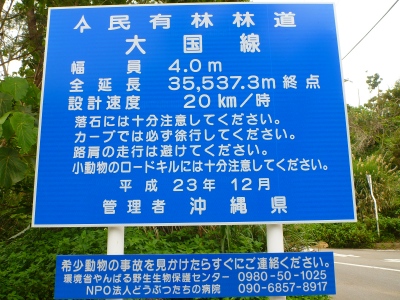 民有林林道
大国線
幅員 4.0m
全延長 35,537.3m 終点
設計速度 20km/時
落石には十分注意してください。
カーブでは必ず徐行してください。
路肩の走行は避けてください。
小動物のロードキルには十分注意してください。
平成 23年 12月
管理者 沖縄県
希少動物の事故を見かけたらすぐにご連絡ください。
環境省やんばる野生生物保護センター 0980-50-1025
NPO法人どうぶつたちの病院 090-6857-8917